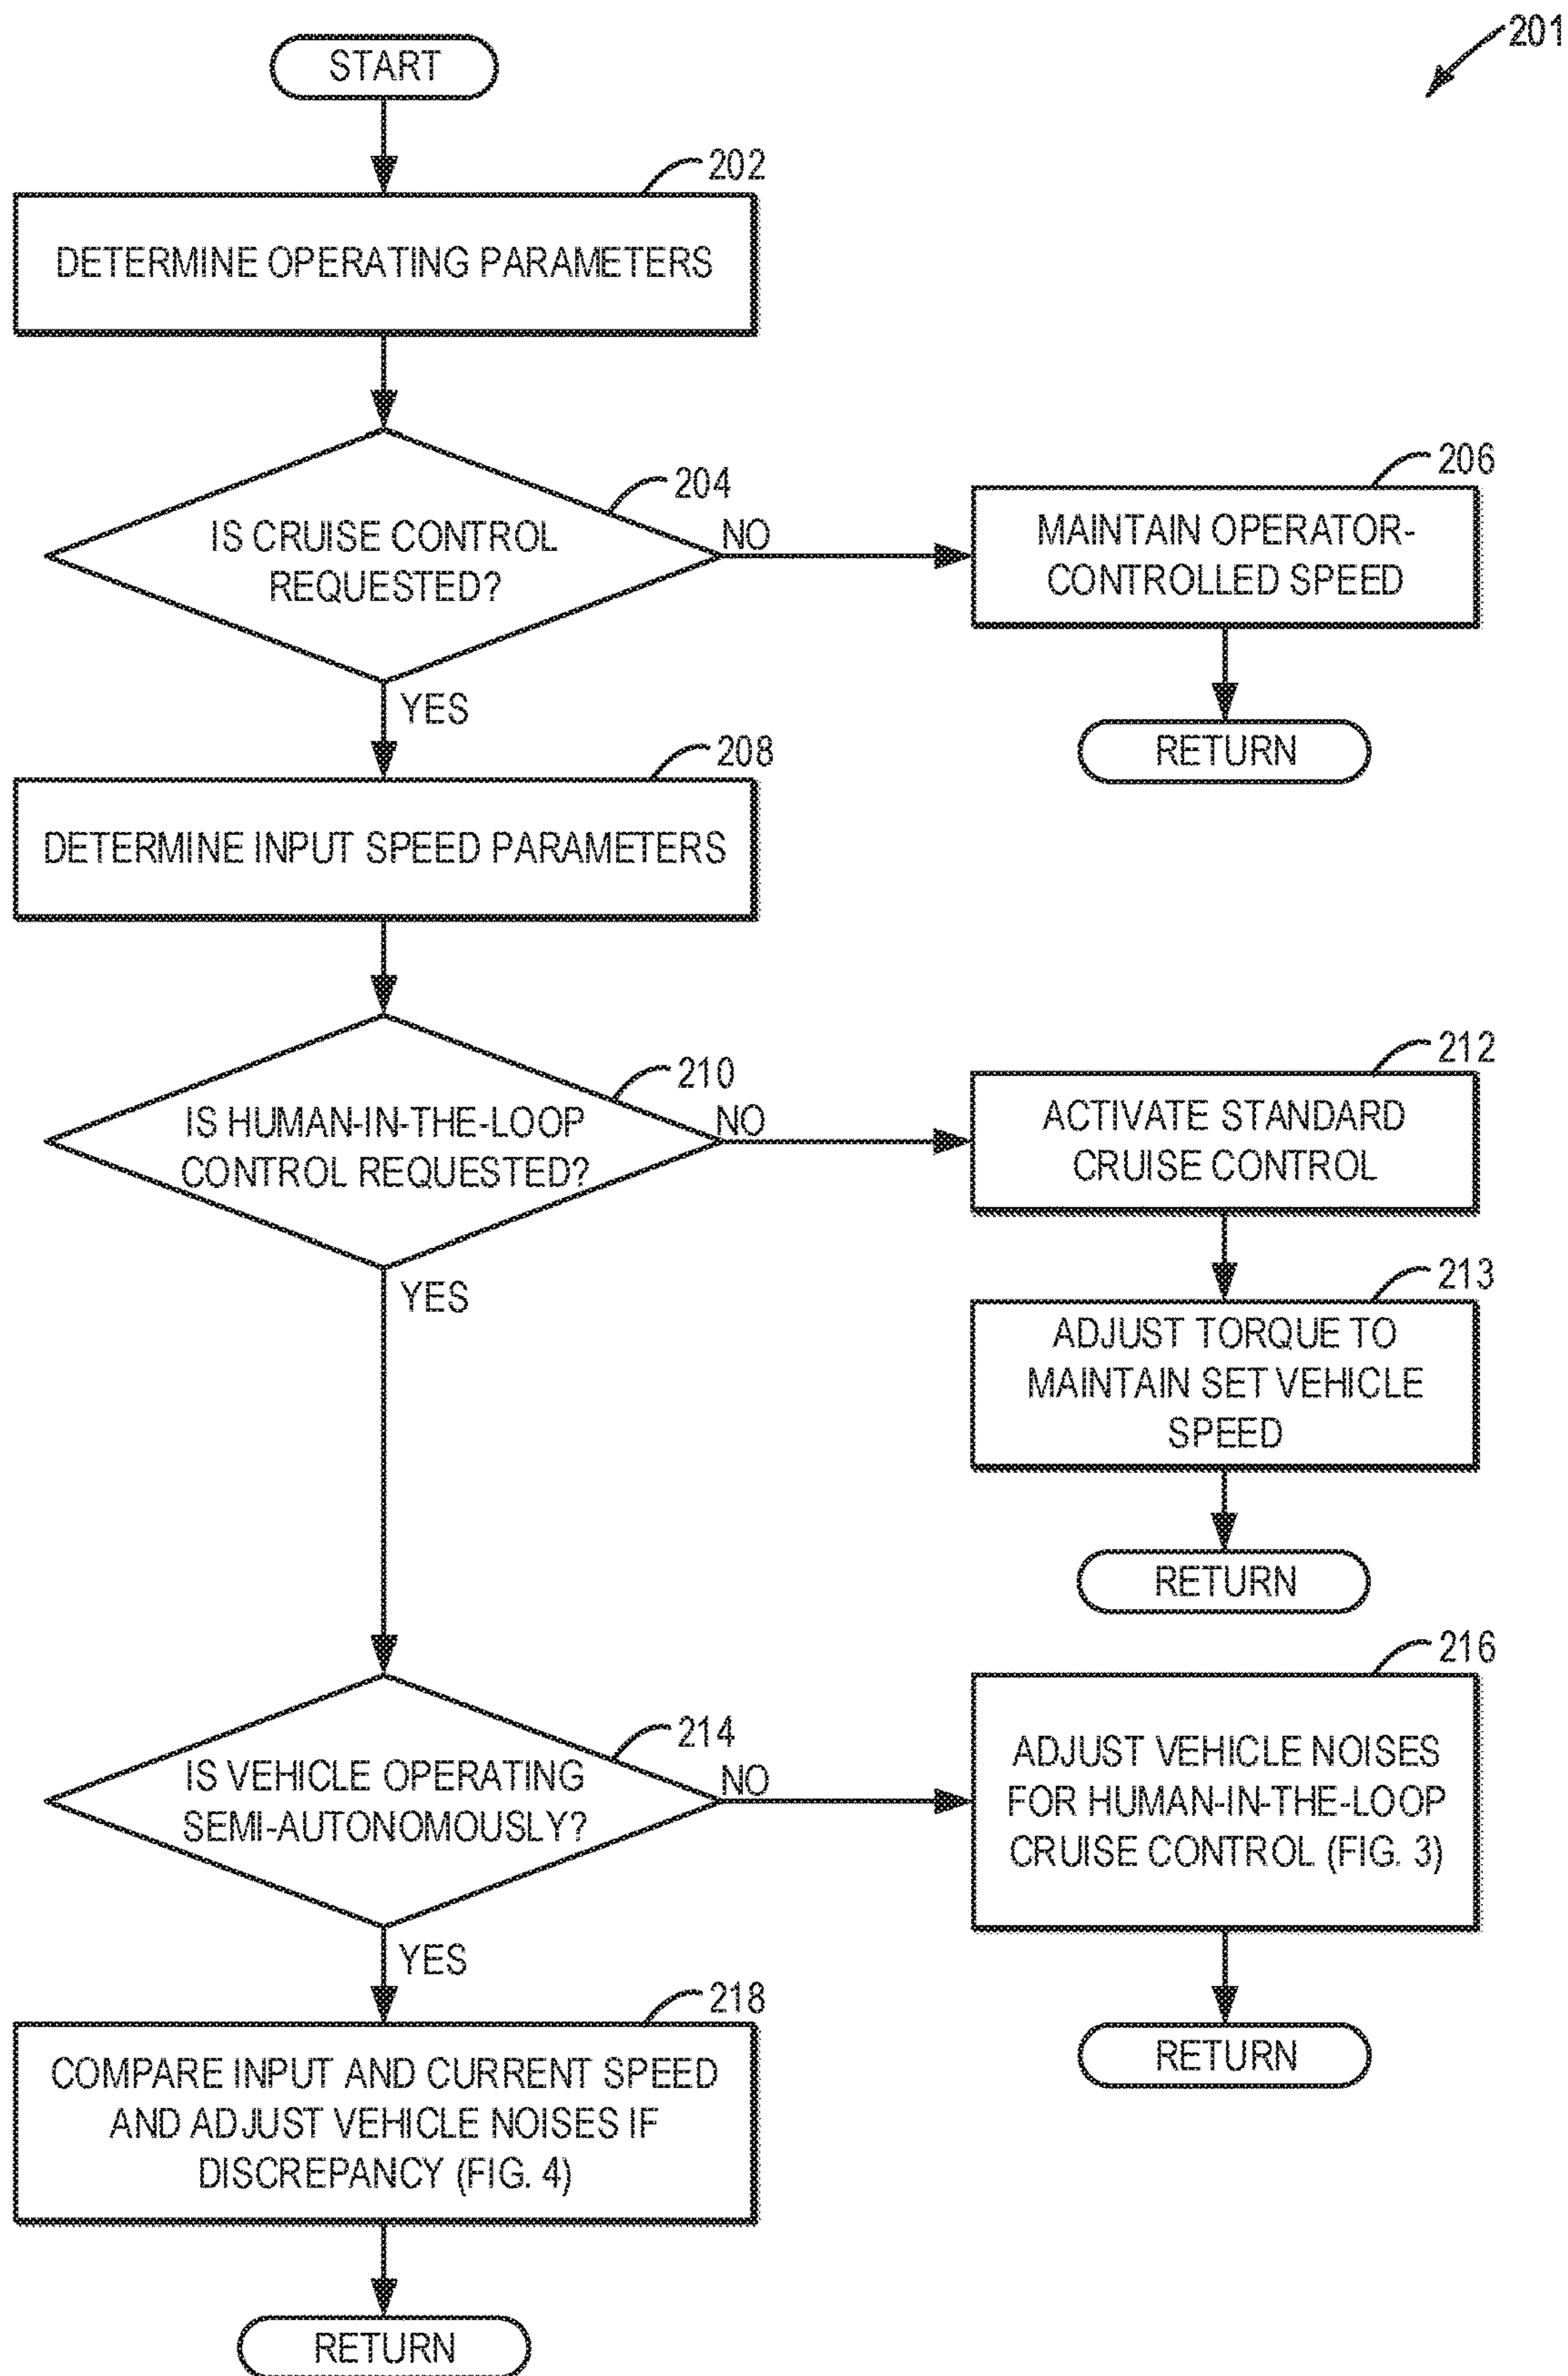 201
START
202
DETERMINE OPERATING PARAMETERS
204
IS CRUISE CONTROL
REQUESTED?
NO
206
MAINTAIN OPERATOR-
CONTROLLED SPEED
RETURN
YES
208
DETERMINE INPUT SPEED PARAMETERS
210
IS HUMAN-IN-THE-LOOP
CONTROL REQUESTED?
NO
212
ACTIVATE STANDARD
CRUISE CONTROL
213
ADJUST TORQUE TO
MAINTAIN SET VEHICLE
SPEED
RETURN
YES
214
IS VEHICLE OPERATING
SEMI-AUTONOMOUSLY?
NO
216
ADJUST VEHICLE NOISES
FOR HUMAN-IN-THE-LOOP
CRUISE CONTROL (FIG. 3)
RETURN
YES
218
COMPARE INPUT AND CURRENT SPEED
AND ADJUST VEHICLE NOISES IF
DISCREPANCY (FIG. 4)
RETURN